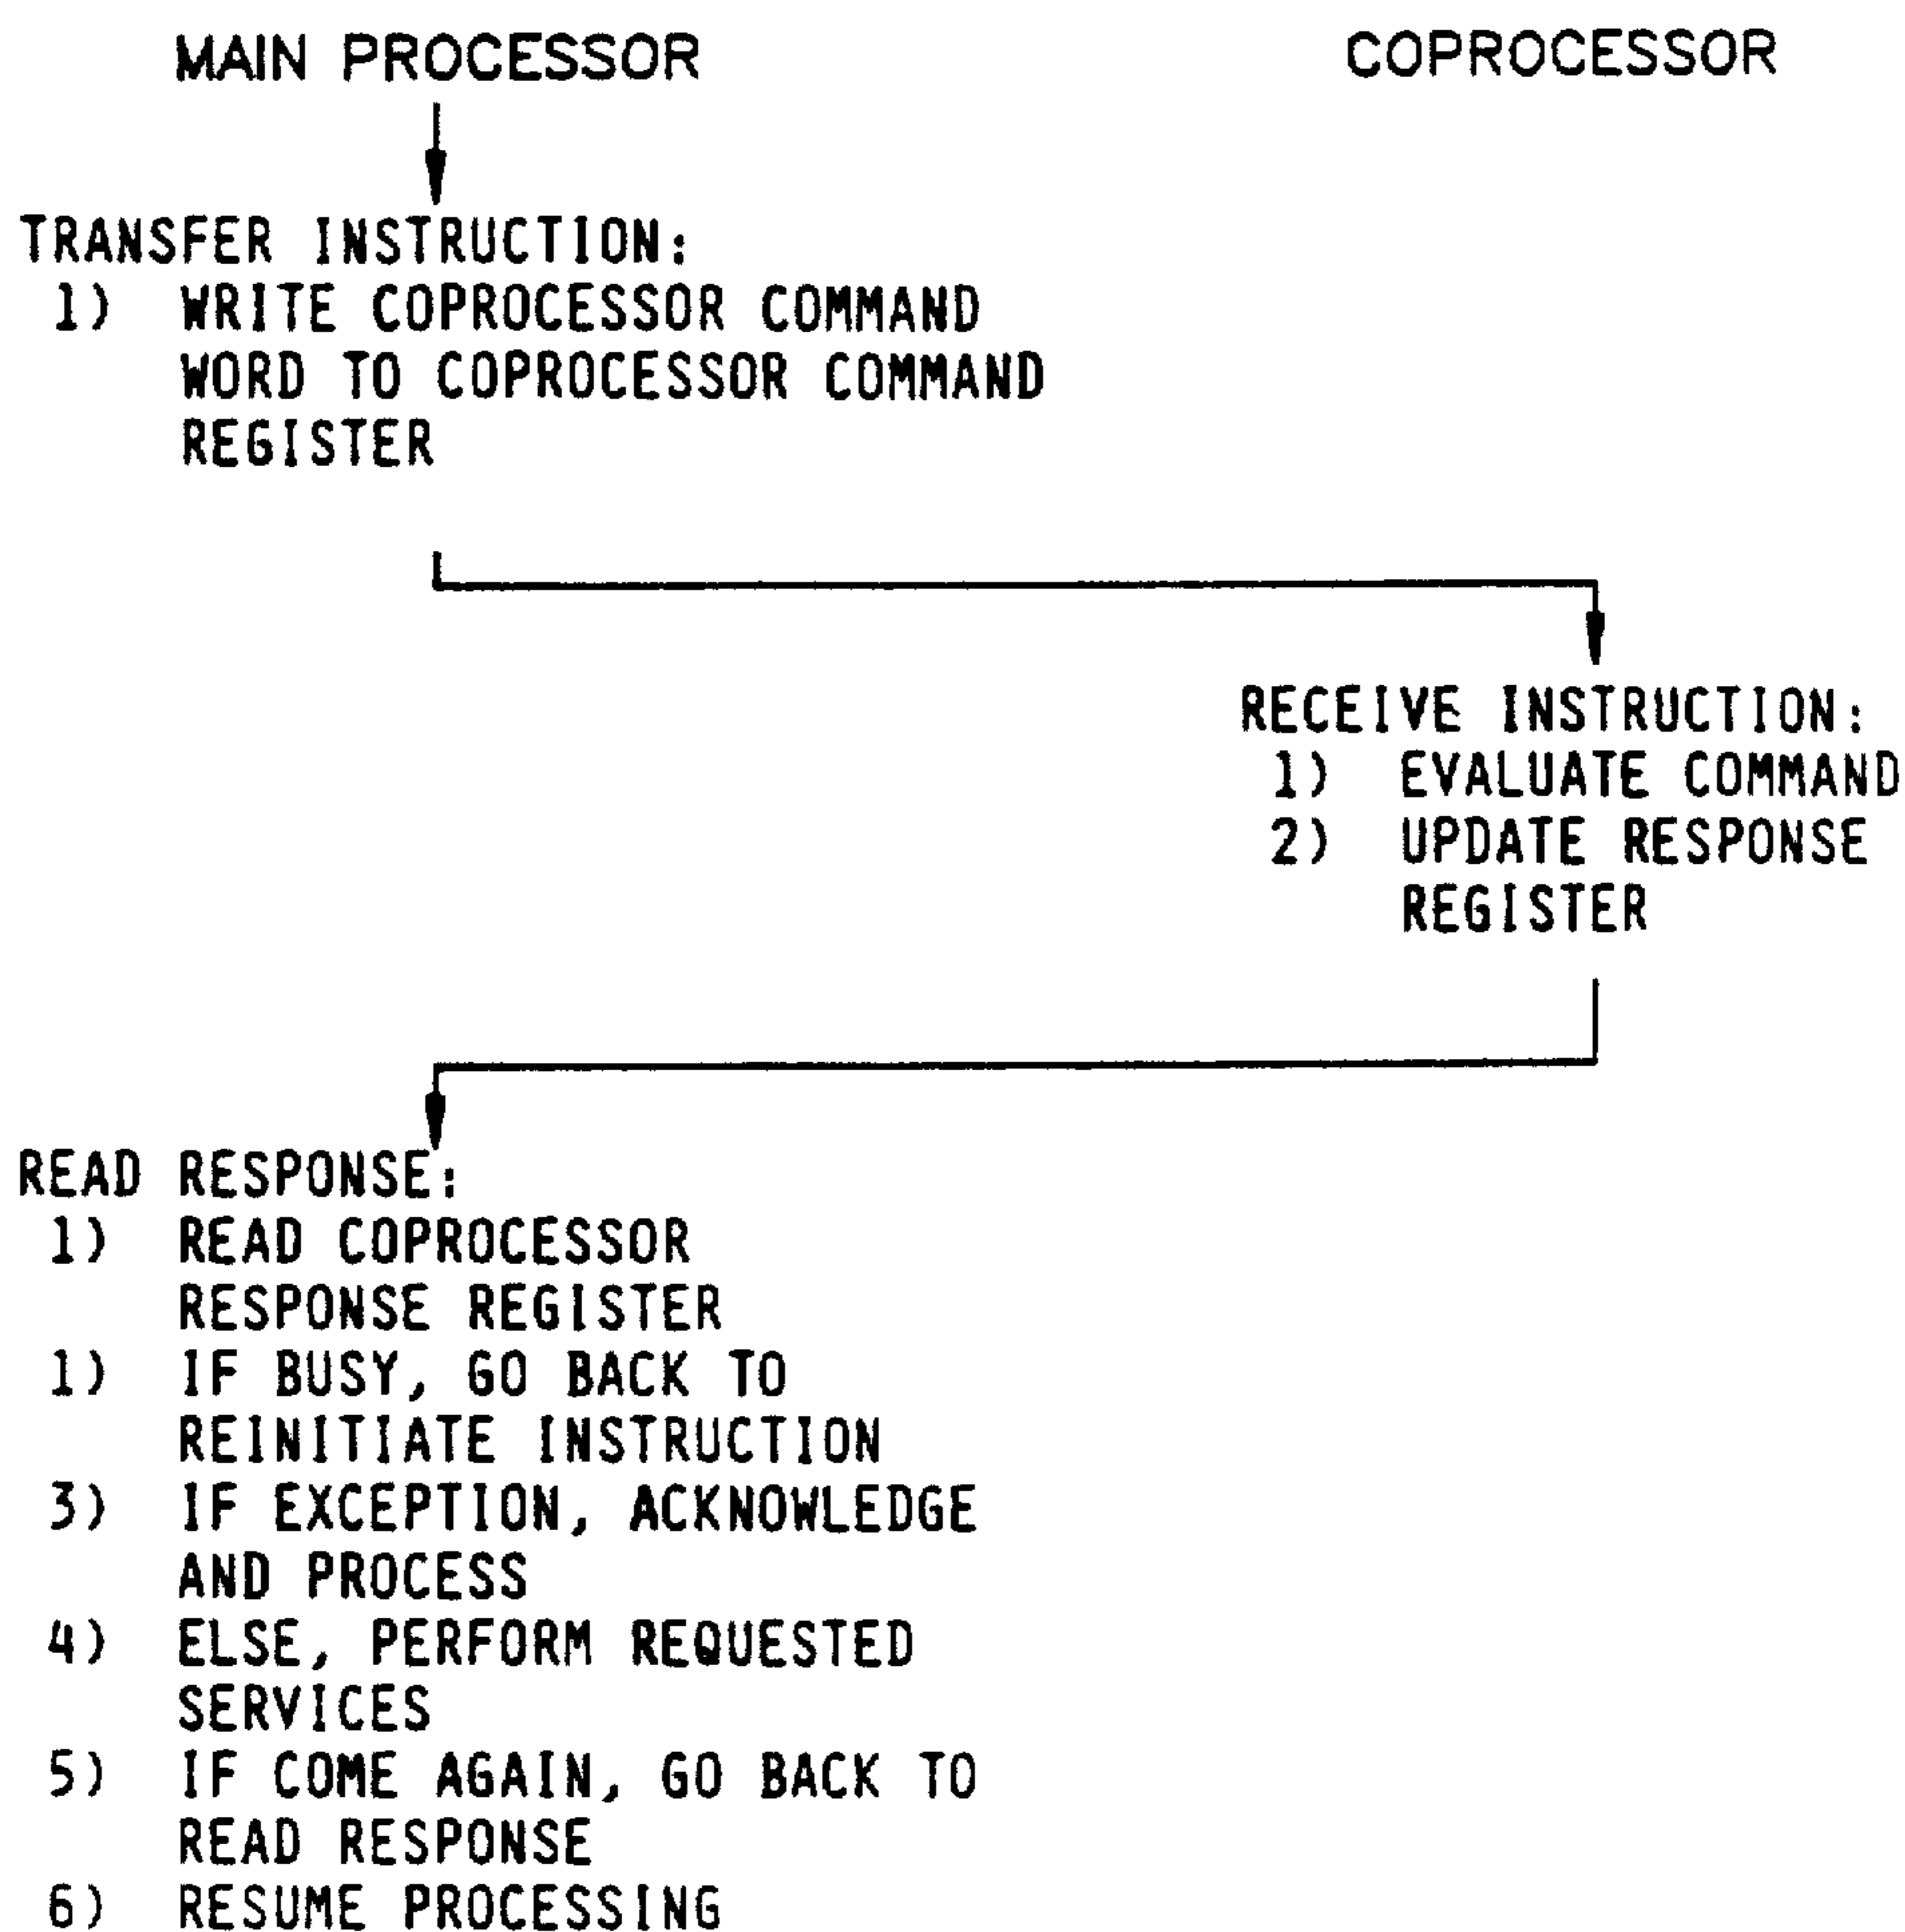 MAIN PROCESSOR
COPROCESSOR
TRANSFER INSTRUCTION:
1) WRITE COPROCESSOR COMMAND
WORD TO COPROCESSOR COMMAND
REGISTER
RECEIVE INSTRUCTION:
1) EVALUATE COMMAND
2) UPDATE RESPONSE
REGISTER
READ RESPONSE:
1) READ COPROCESSOR
RESPONSE REGISTER
1) IF BUSY, GO BACK TO
REINITIATE INSTRUCTION
3) IF EXCEPTION, ACKNOWLEDGE
AND PROCESS
4) ELSE, PERFORM REQUESTED
SERVICES
5) IF COME AGAIN, GO BACK TO
READ RESPONSE
6) RESUME PROCESSING